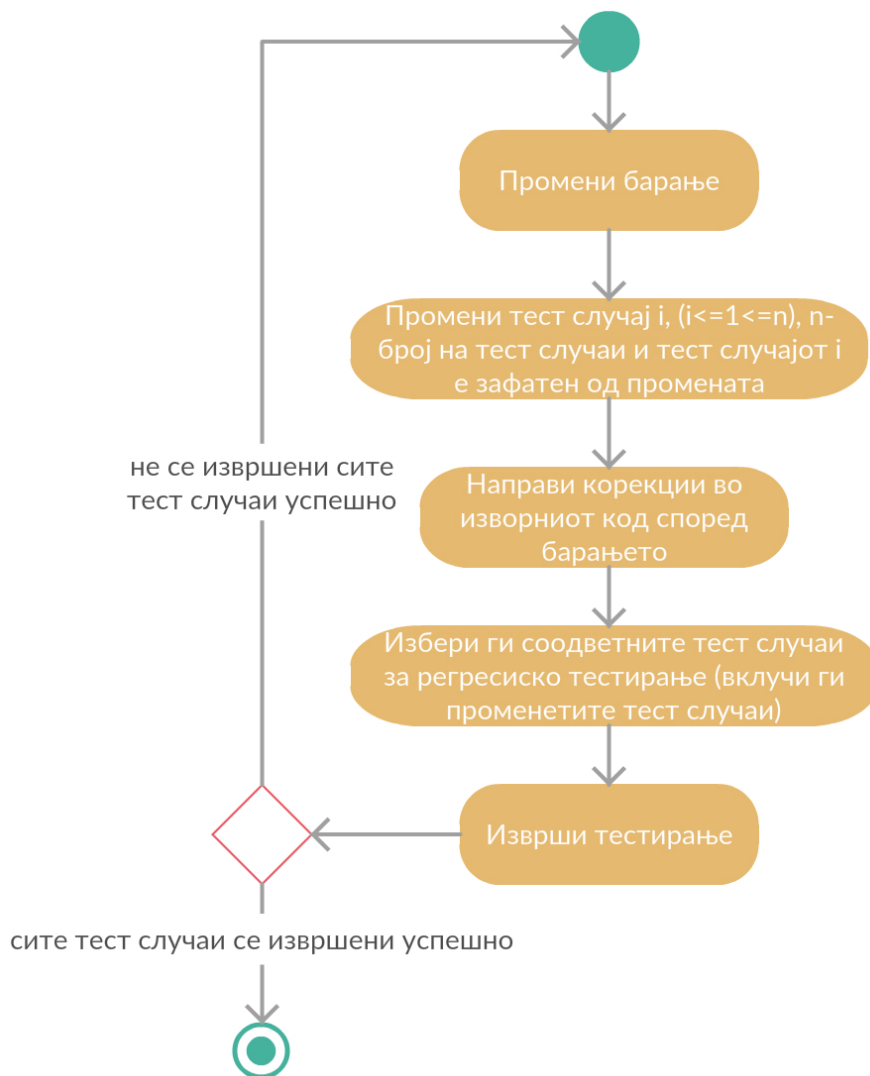 Промени барање
Промени тест случај i, (i<=1<=n), n-
број на тест случаи и тест случајот i
е зафатен од промената
не се извршени сите
тест случаи успешно
Направи корекции во
изворниот код според
барањето
Избери ги соодветните тест случаи
за регресиско тестирање (вклучи ги
променетите тест случаи)
Изврши тестирање
сите тест случаи се извршени успешно